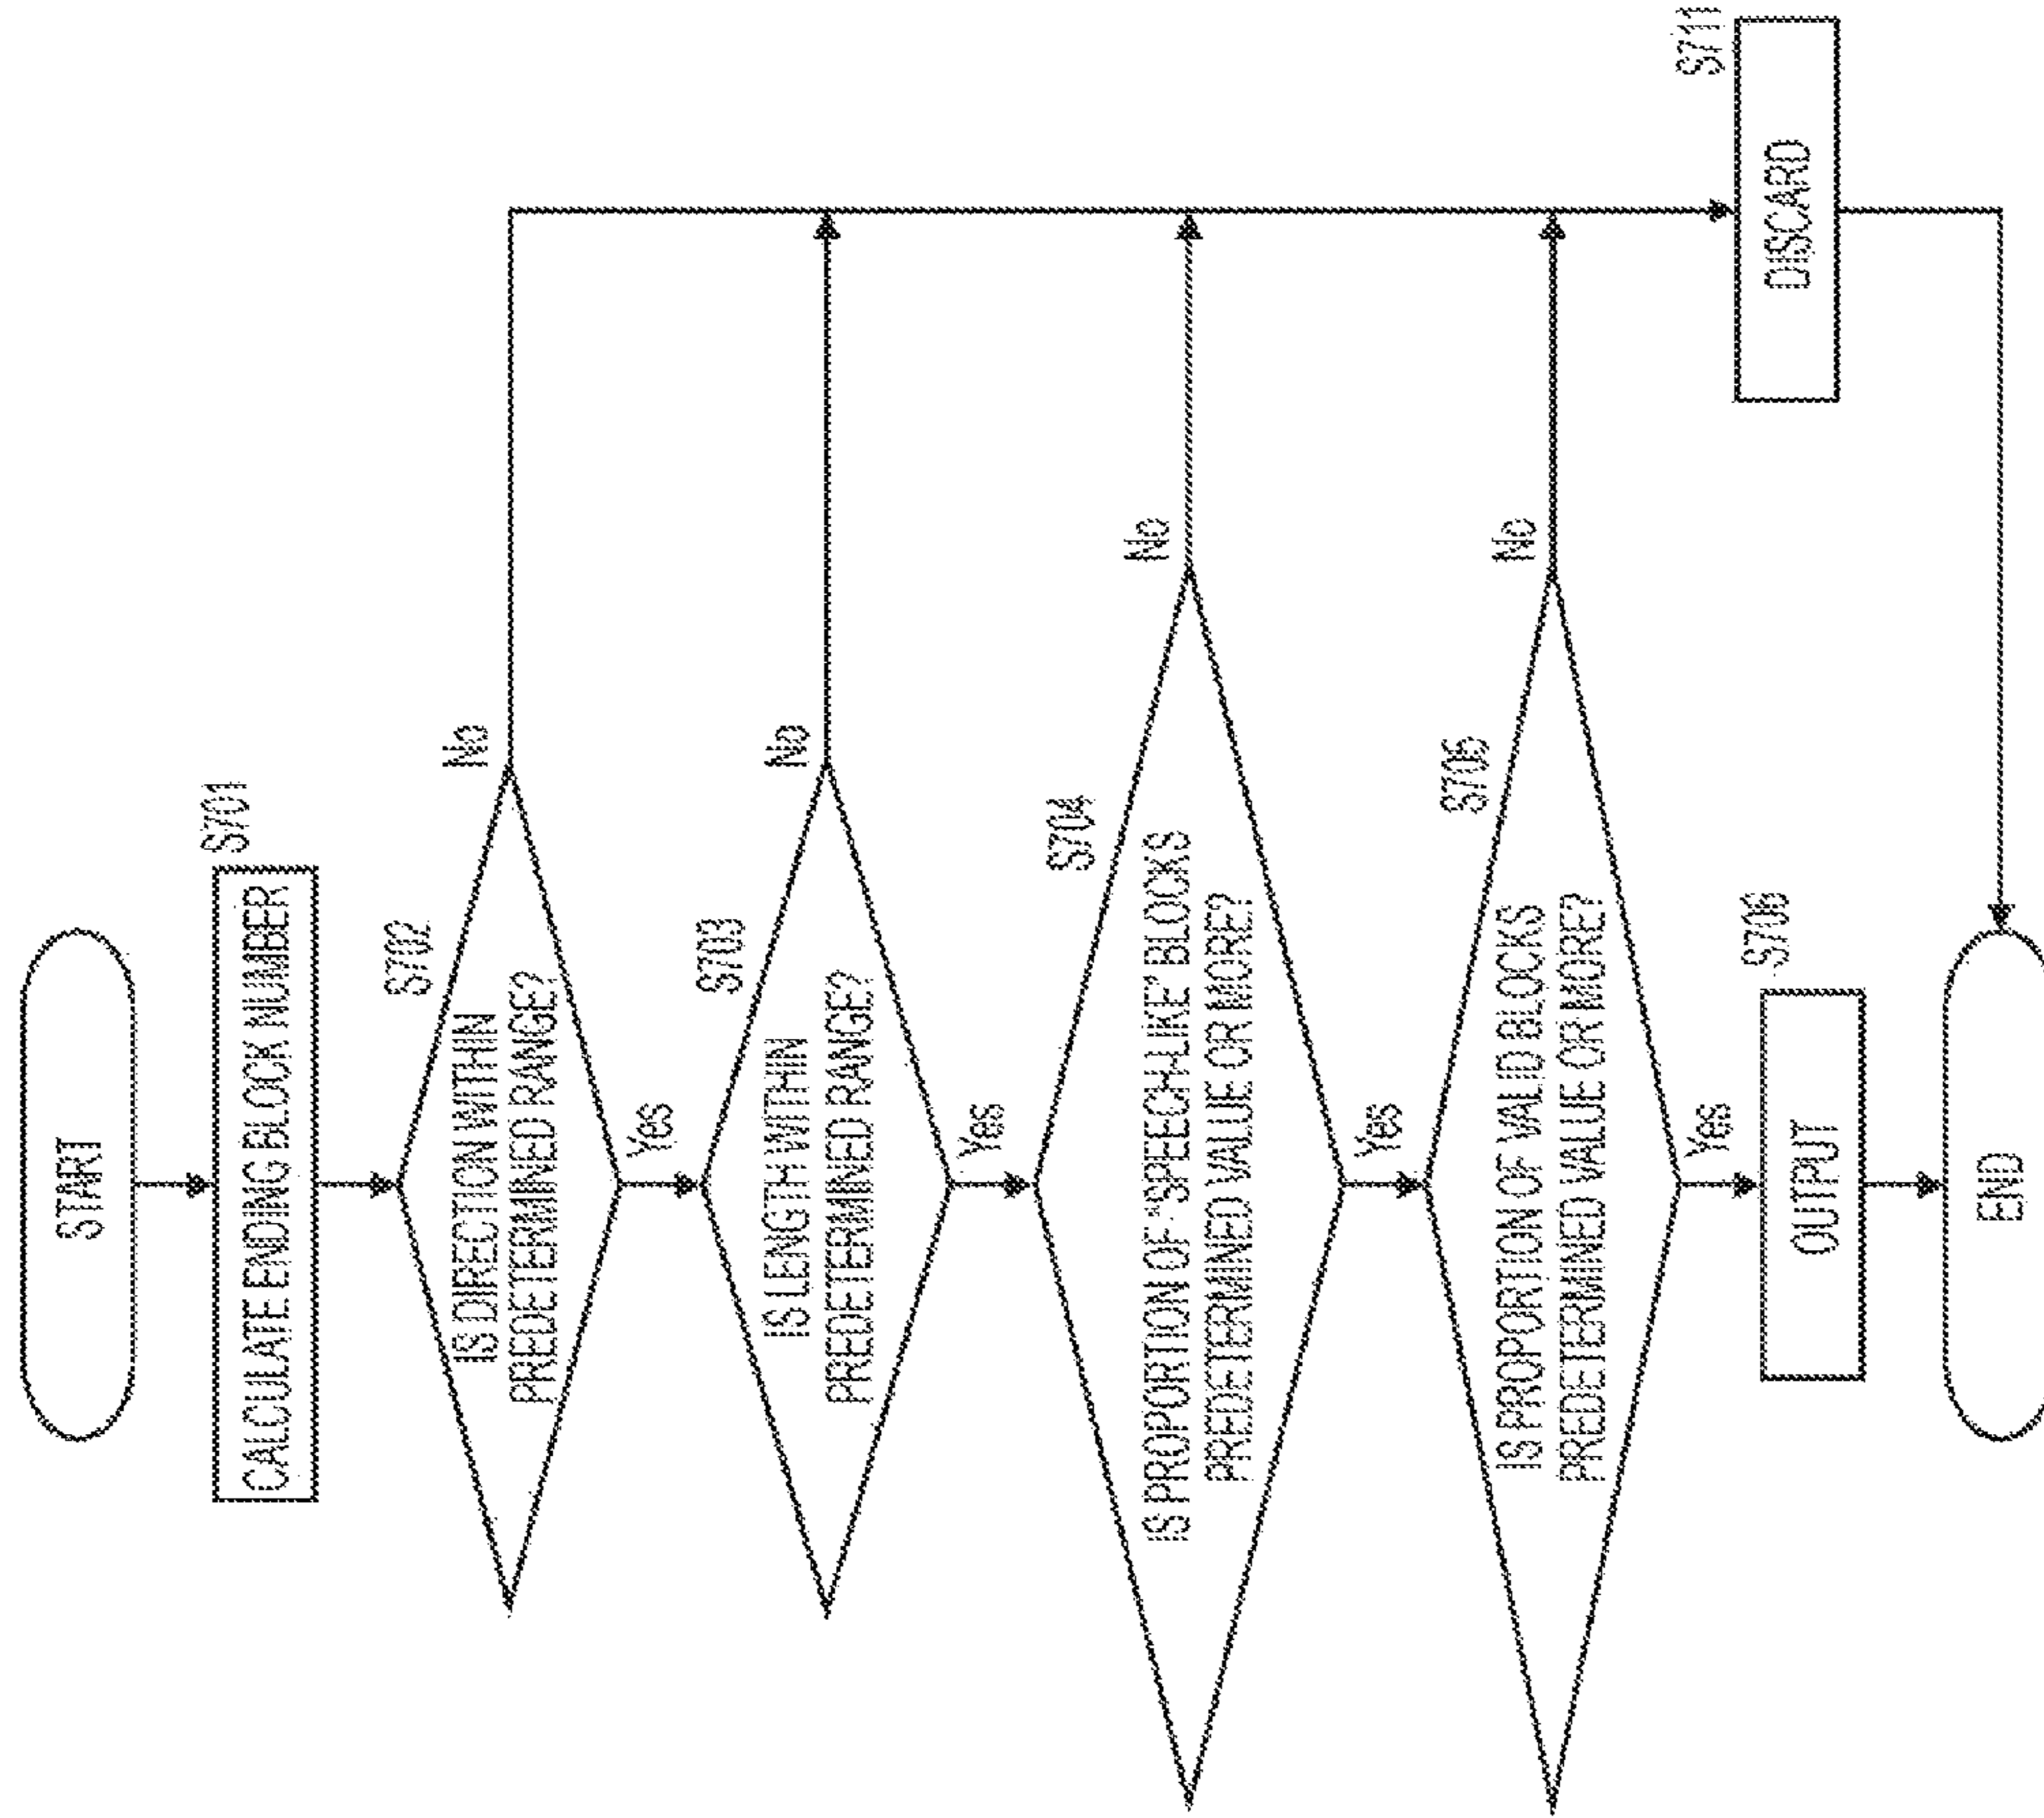 START
S701
CALCULATE ENDING BLOCK NUMBER
S702
IS DIRECTION WITHIN
PREDETERMINED RANGE?
No
Yes
S703
IS LENGTH WITHIN
PREDETERMINED RANGE?
No
Yes
S704
IS PROPORTION OF "SPEECH-LIKE" BLOCKS
PREDETERMINED VALUE OR MORE?
No
Yes
S705
IS PROPORTION OF VALID BLOCKS
PREDETERMINED VALUE OR MORE?
No
Yes
S706
OUTPUT
S711
DISCARD
END